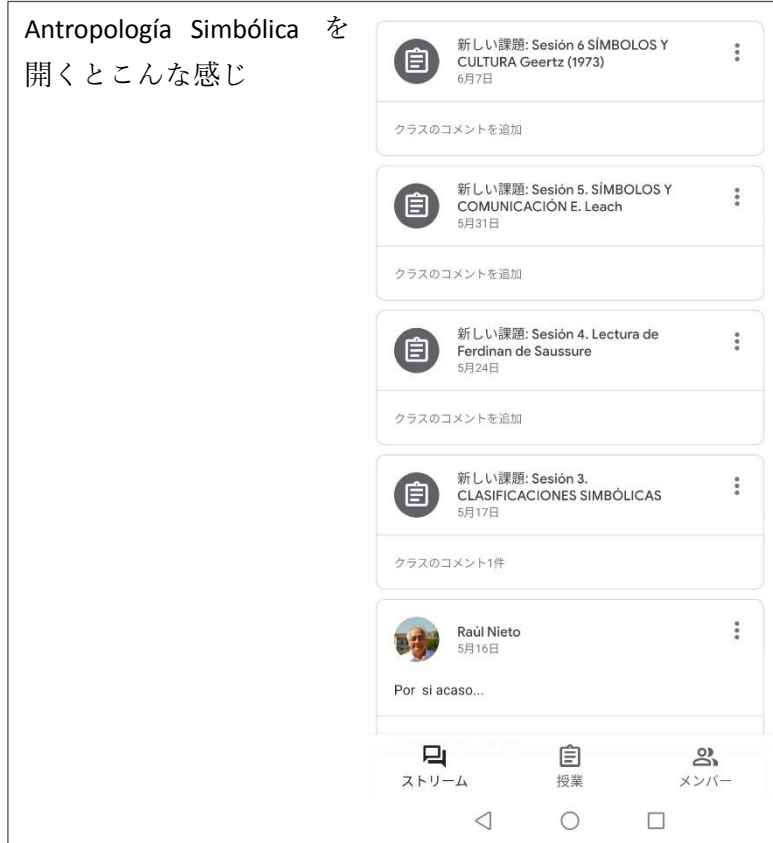 Antropología Simbólica を
開くとこんな感じ
新しい課題: Sesión 6 SÍMBOLOS Y
CULTURA Geertz (1973)
6月7日
クラスのコメントを追加
新しい課題: Sesión 5. SÍMBOLOS Y
COMUNICACIÓN E. Leach
5月31日
クラスのコメントを追加
新しい課題: Sesión 4. Lectura de
Ferdinan de Saussure
5月24日
クラスのコメントを追加
新しい課題: Sesión 3.
CLASIFICACIONES SIMBÓLICAS
5月17日
クラスのコメント1件
Raúl Nieto
5月16日
Por si acaso...
ストリーム
授業
メンバー